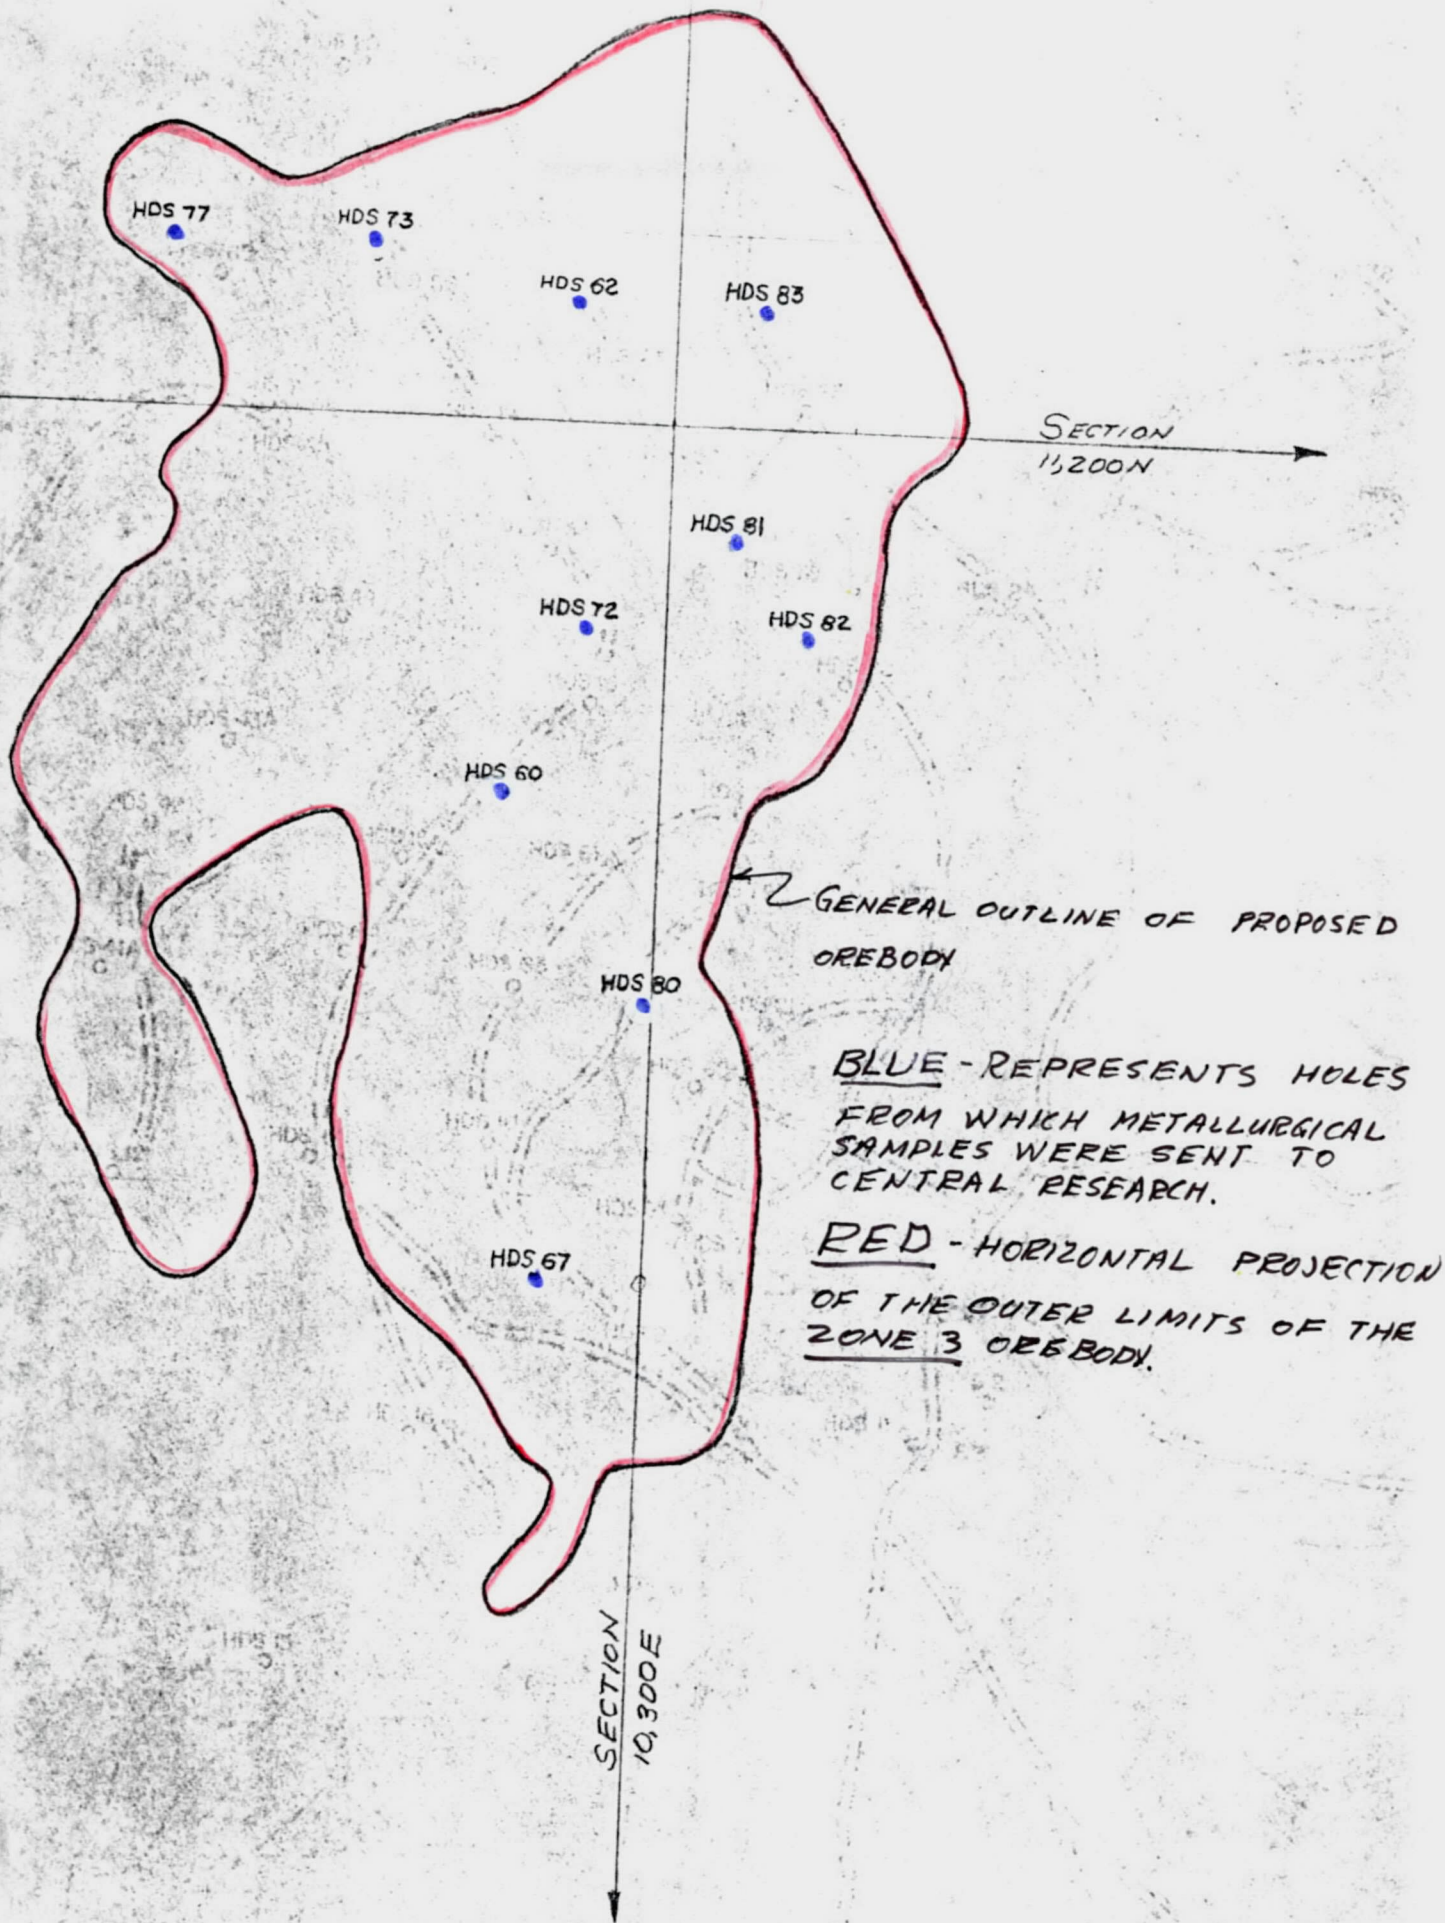 HDS 77
HDS 73
HDS 62
HDS 83
SECTION
11,200N
HDS 81
HDS 72
HDS 82
HDS 60
GENERAL OUTLINE OF PROPOSED
OREBODY
HDS 80
BLUE - REPRESENTS HOLES
FROM WHICH METALLURGICAL
SAMPLES WERE SENT TO
CENTRAL RESEARCH.
RED - HORIZONTAL PROJECTION
OF THE OUTER LIMITS OF THE
ZONE 3 OREBODY.
HDS 67
SECTION
10,300E